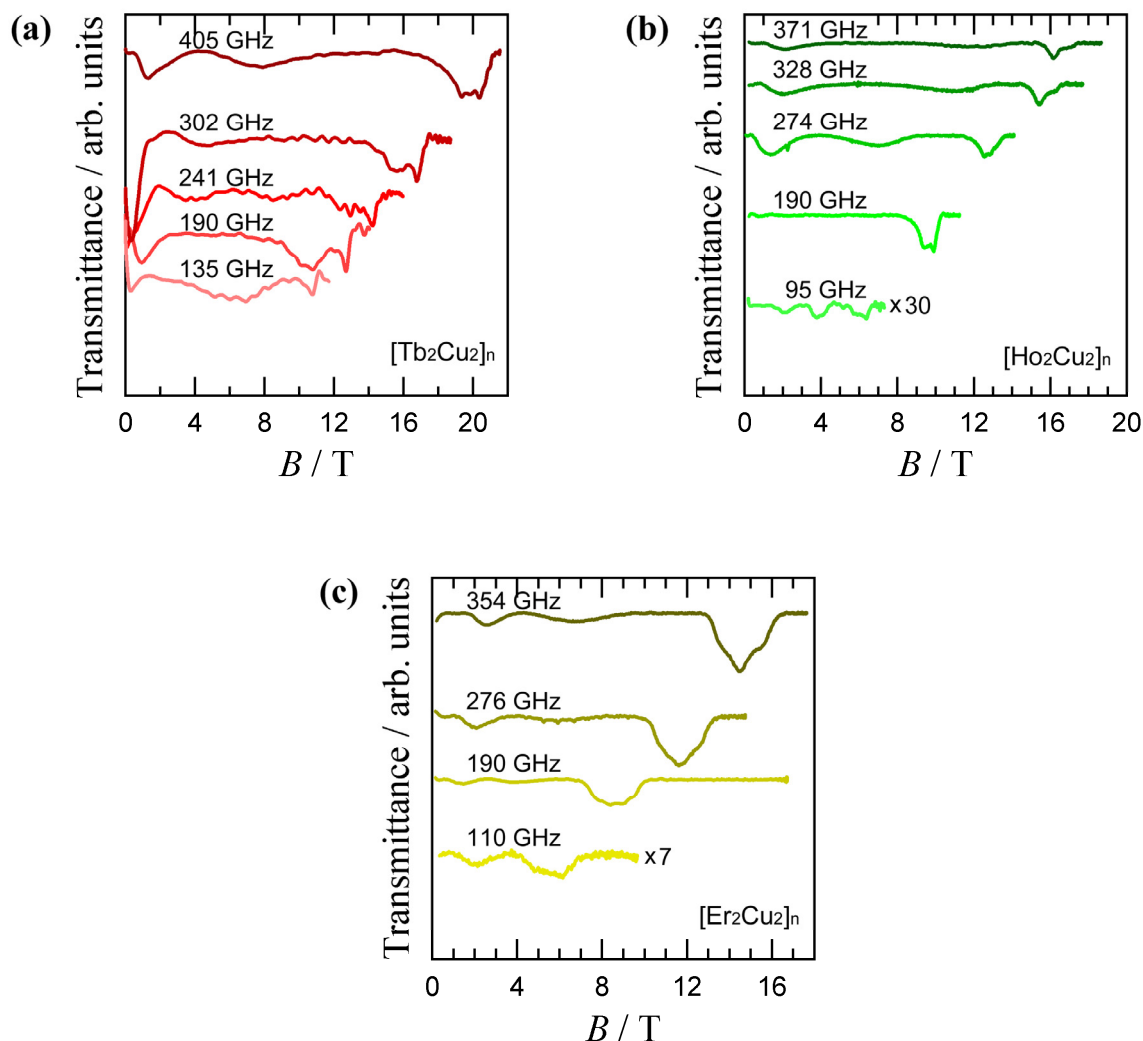 (a)
Transmittance / arb. units
405 GHz
302 GHz
241 GHz
190 GHz
135 GHz
[Tb2Cu2]n
0 4 8 12 16 20
B / T
(b)
Transmittance / arb. units
371 GHz
328 GHz
274 GHz
190 GHz
95 GHz
x30
[Ho2Cu2]n
0 4 8 12 16 20
B / T
(c)
Transmittance / arb. units
354 GHz
276 GHz
190 GHz
110 GHz
x7
[Er2Cu2]n
0 4 8 12 16
B / T